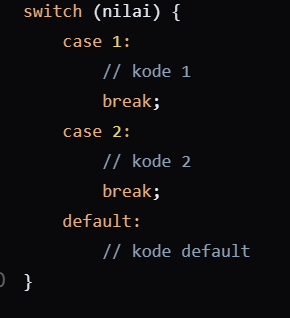 switch (nilai) {
    case 1:
        // kode 1
        break;
    case 2:
        // kode 2
        break;
    default:
        // kode default
}